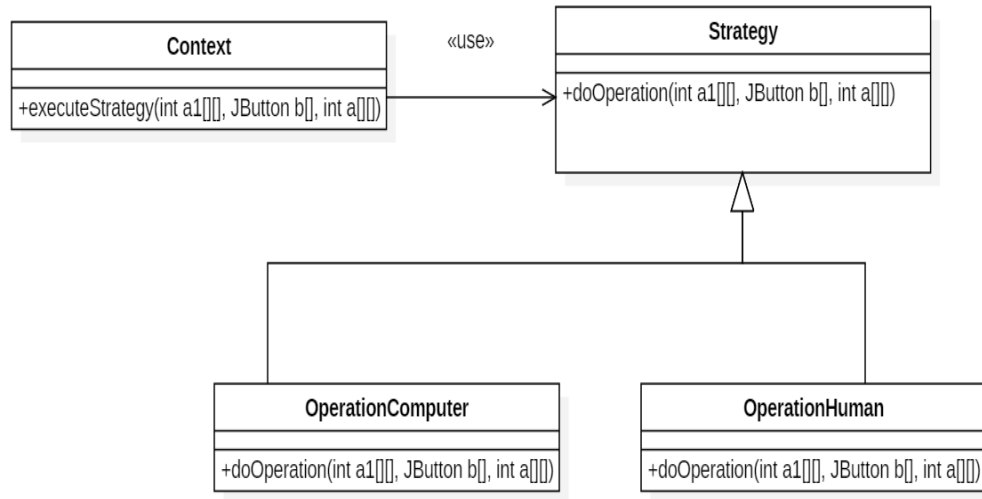 Context
+executeStrategy(int a1[][], JButton b[], int a[][])
«use»
Strategy
+doOperation(int a1[][], JButton b[], int a[][])
OperationComputer
+doOperation(int a1[][], JButton b[], int a[][])
OperationHuman
+doOperation(int a1[][], JButton b[], int a[][])